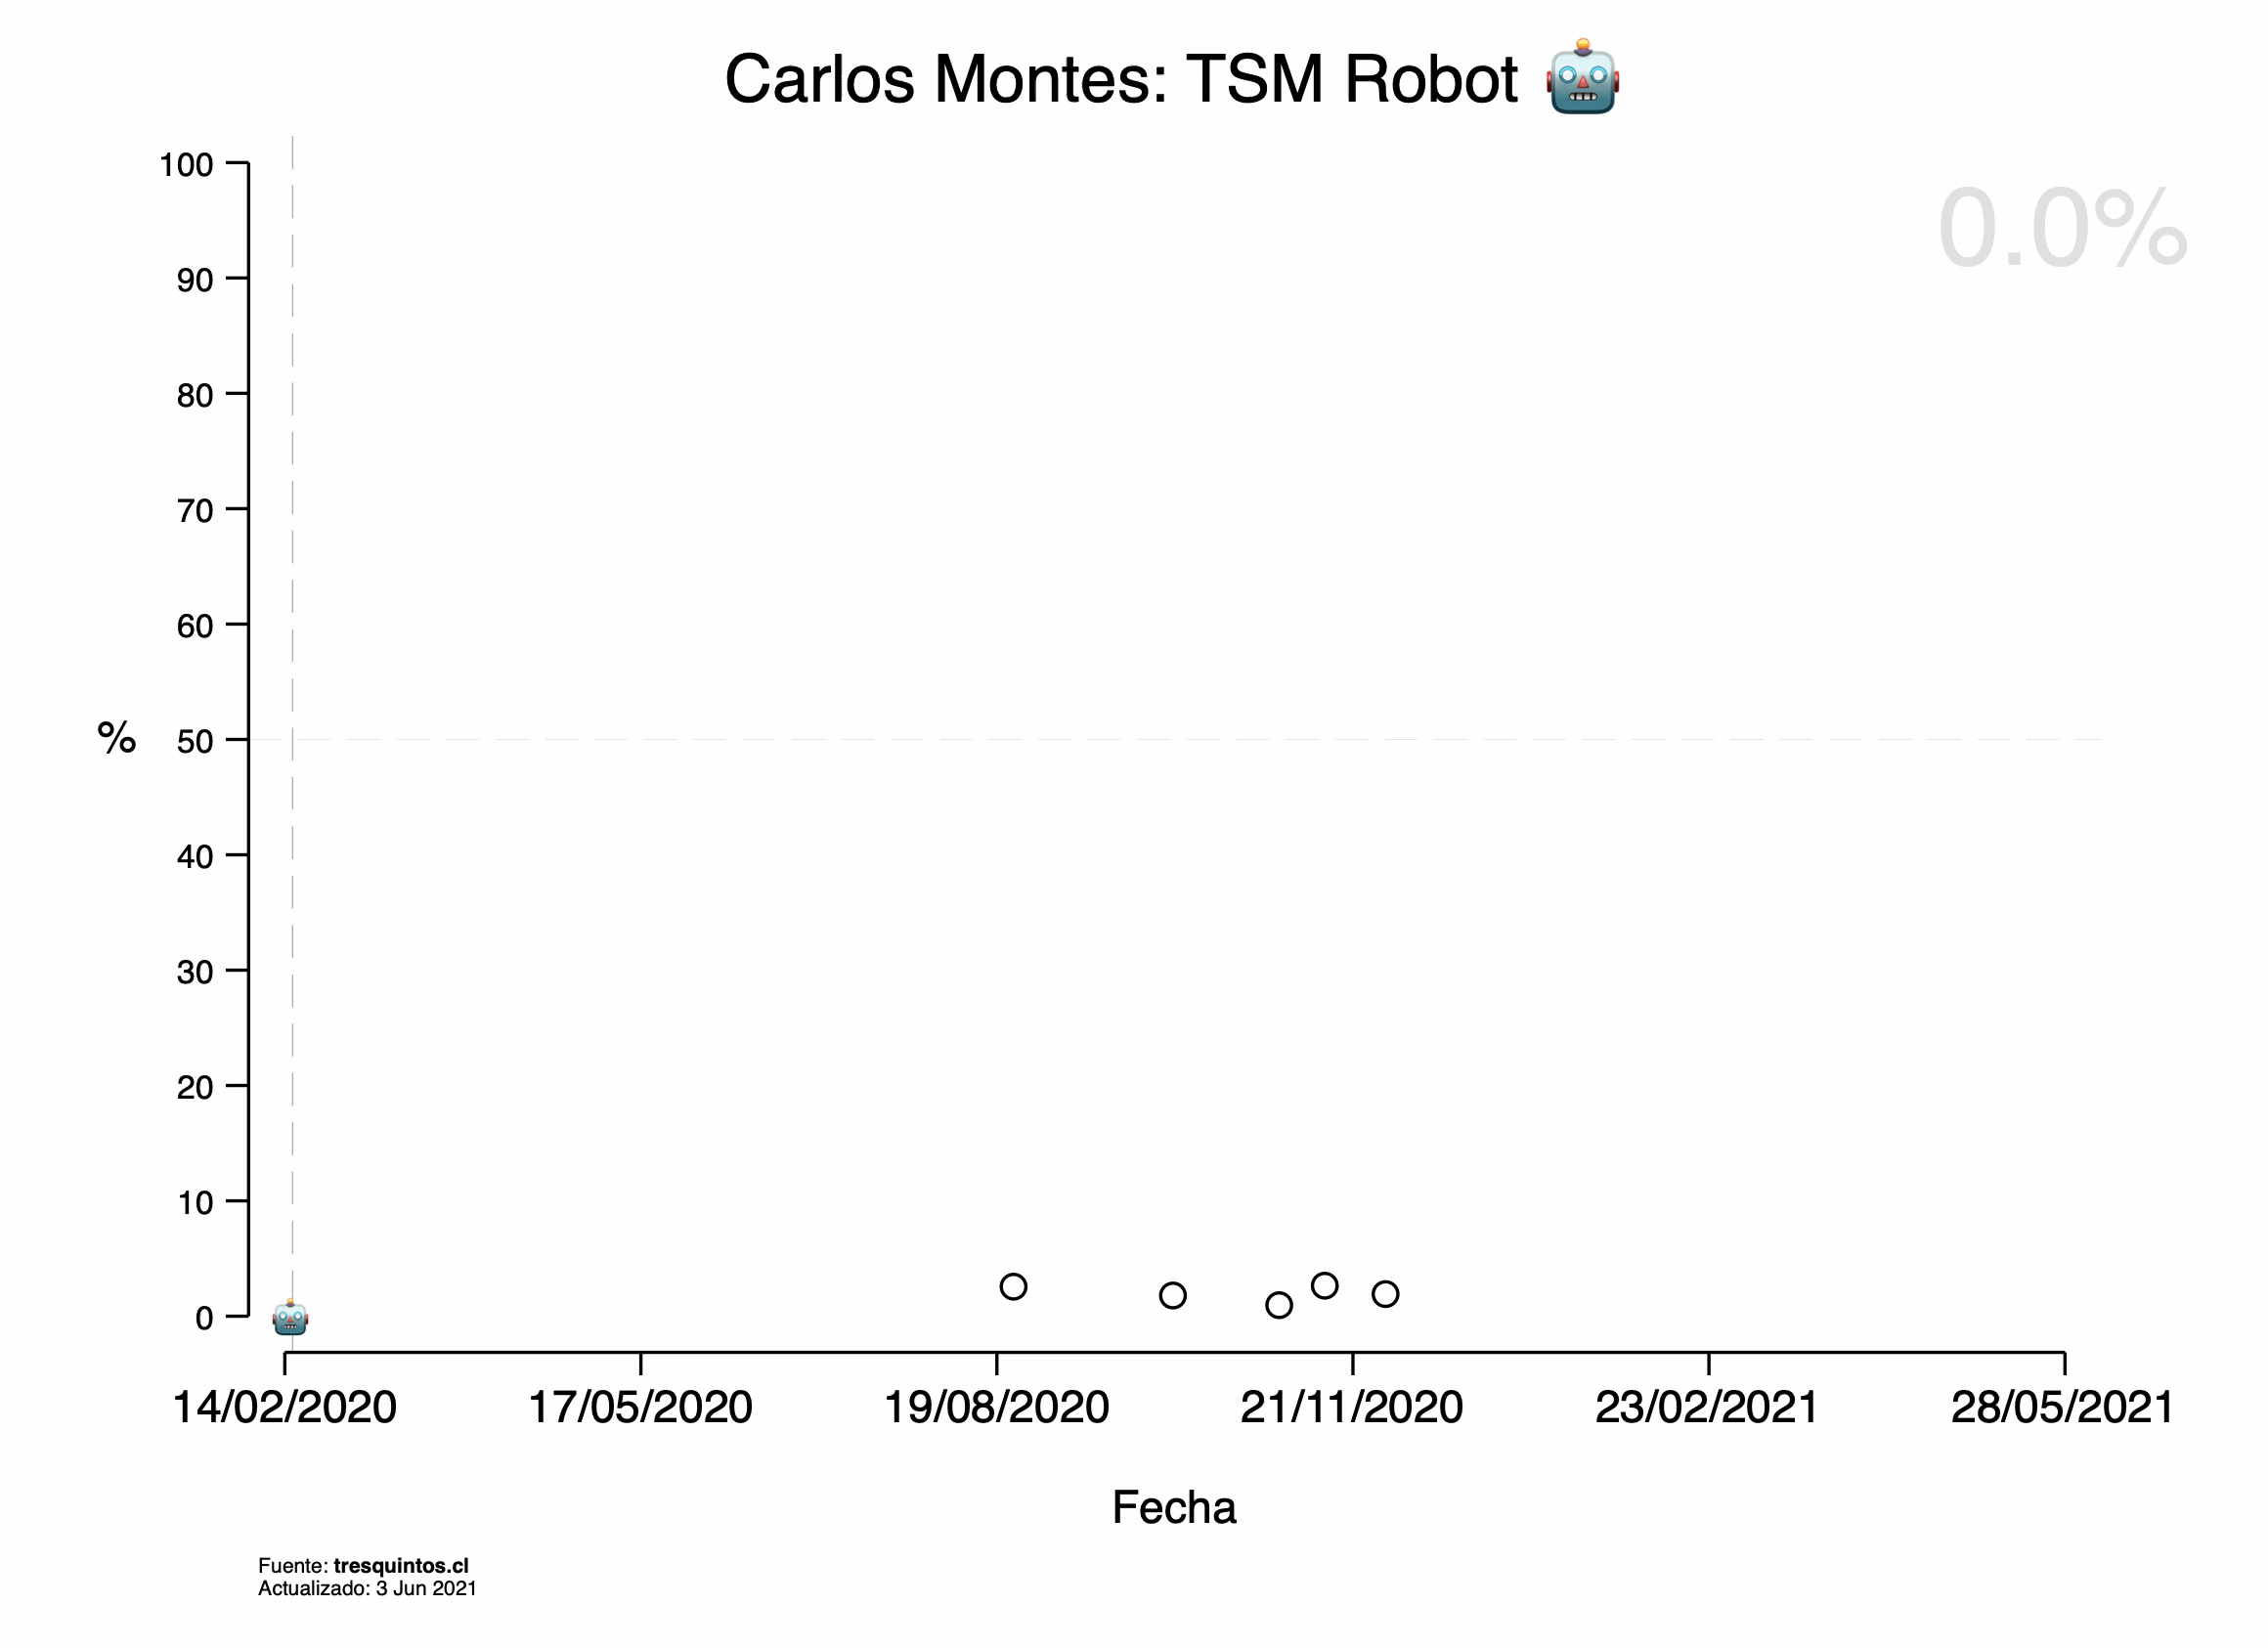 Carlos Montes: TSM Robot 🤖
0.0%
100
90
80
70
60
% 50
40
30
20
10
0
14/02/2020 17/05/2020 19/08/2020 21/11/2020 23/02/2021 28/05/2021
Fecha
Fuente: tresquintos.cl
Actualizado: 3 Jun 2021